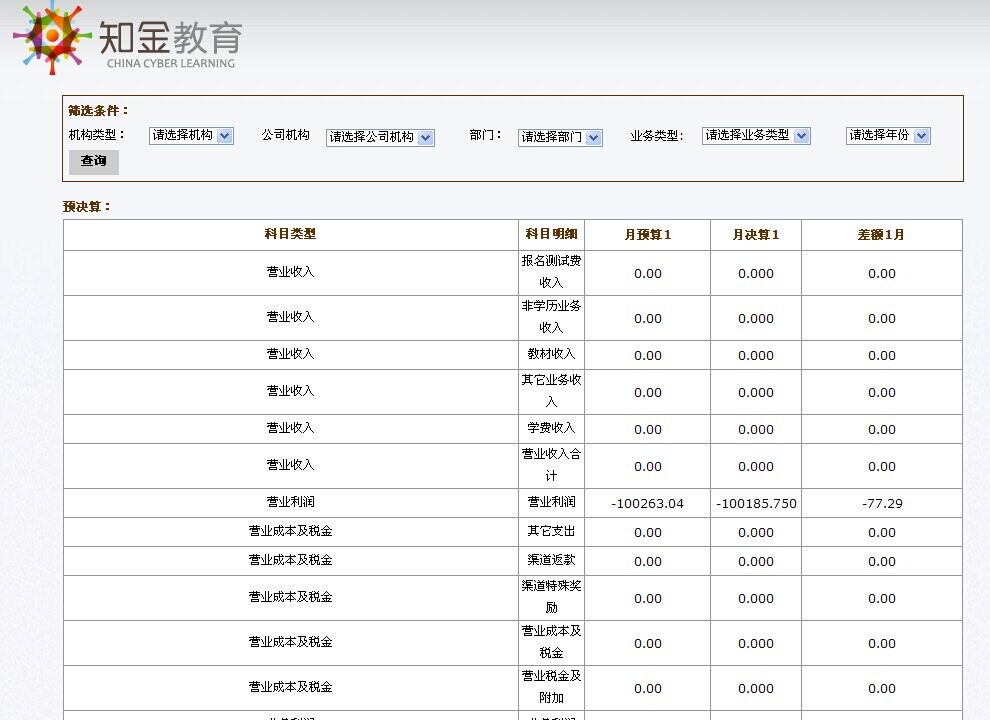 知金教育
CHINA CYBER LEARNING
筛选条件：
机构类型： 请选择机构 公司机构 请选择公司机构 部门： 请选择部门 业务类型: 请选择业务类型 请选择年份
查询
预决算：
科目类型 科目明细 月预算1 月决算1 差额1月
营业收入 报名测试费收入 0.00 0.000 0.00
营业收入 非学历业务收入 0.00 0.000 0.00
营业收入 教材收入 0.00 0.000 0.00
营业收入 其它业务收入 0.00 0.000 0.00
营业收入 学费收入 0.00 0.000 0.00
营业收入 营业收入合计 0.00 0.000 0.00
营业利润 营业利润 -100263.04 -100185.750 -77.29
营业成本及税金 其它支出 0.00 0.000 0.00
营业成本及税金 渠道返款 0.00 0.000 0.00
营业成本及税金 渠道特殊奖励 0.00 0.000 0.00
营业成本及税金 营业成本及税金 0.00 0.000 0.00
营业成本及税金 营业税金及附加 0.00 0.000 0.00